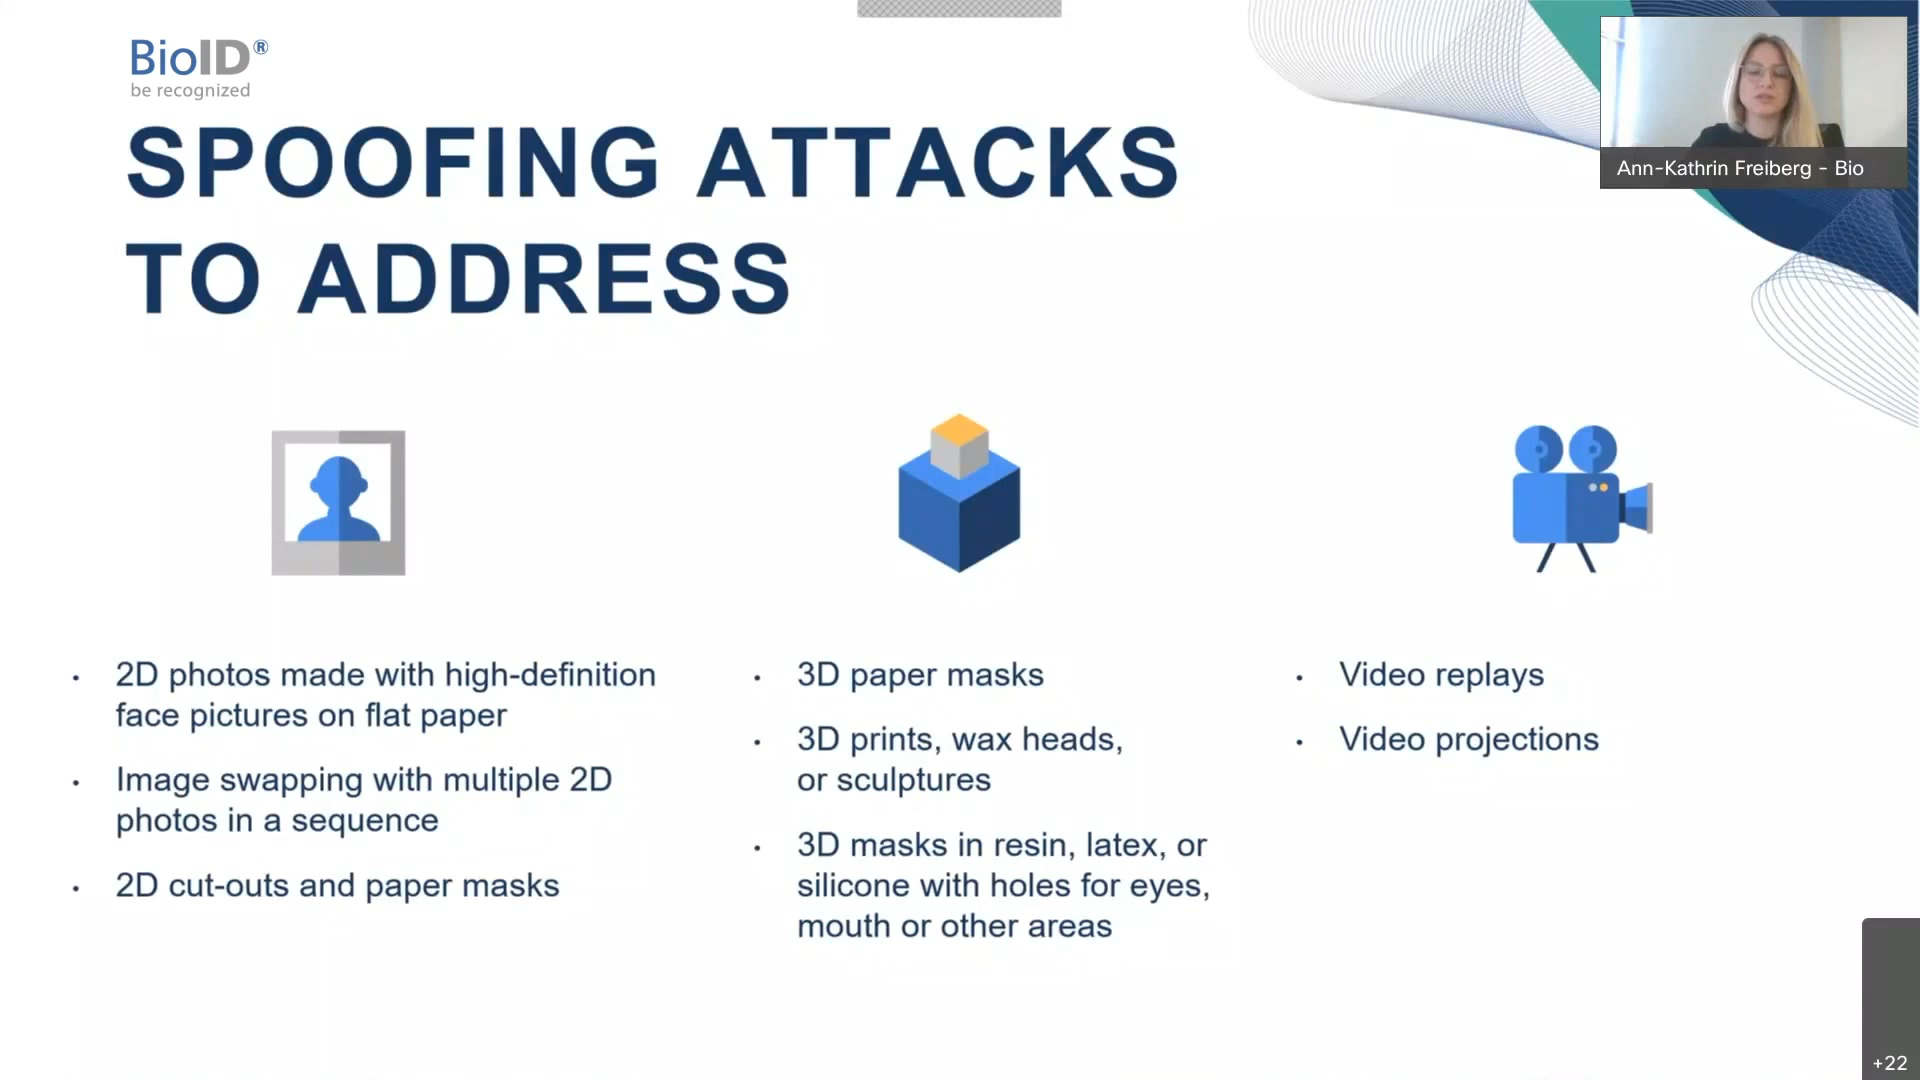 BioID®
be recognized
SPOOFING ATTACKS
TO ADDRESS
Ann-Kathrin Freiberg - Bio
• 2D photos made with high-definition
face pictures on flat paper
• Image swapping with multiple 2D
photos in a sequence
• 2D cut-outs and paper masks
• 3D paper masks
• 3D prints, wax heads,
or sculptures
• 3D masks in resin, latex, or
silicone with holes for eyes,
mouth or other areas
• Video replays
• Video projections
+22